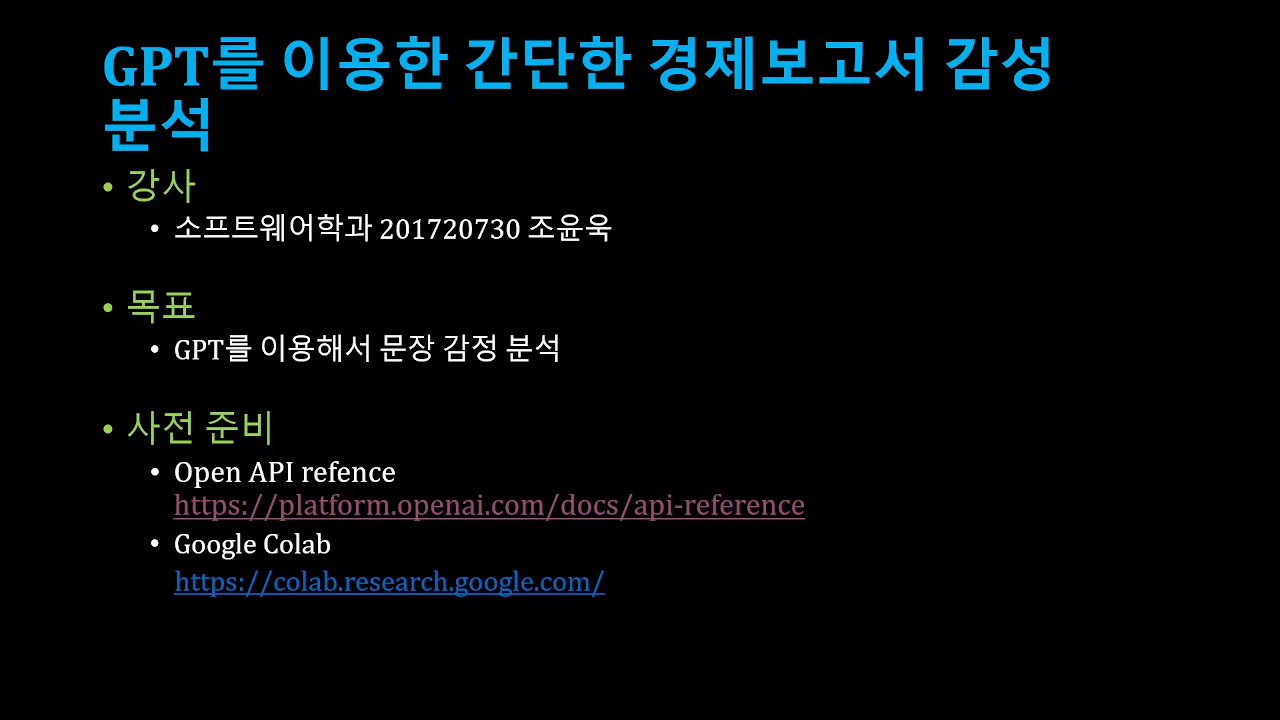 GPT를 이용한 간단한 경제보고서 감성
분석
• 강사
• 소프트웨어학과 201720730 조윤욱
• 목표
• GPT를 이용해서 문장 감정 분석
• 사전 준비
• Open API refence
https://platform.openai.com/docs/api-reference
• Google Colab
https://colab.research.google.com/